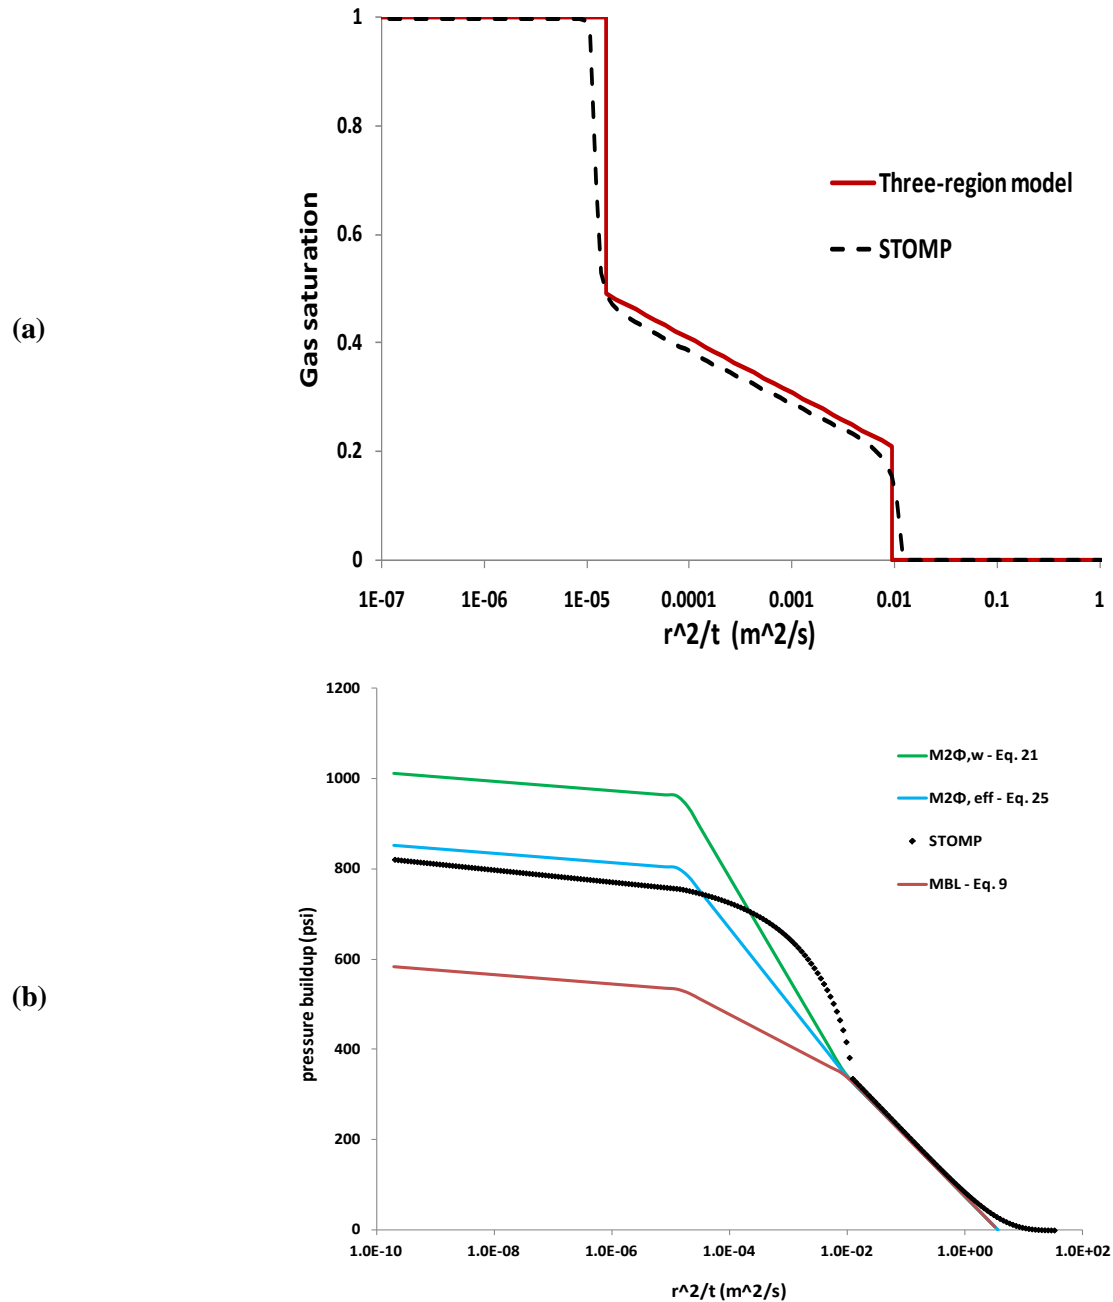 1
0.8
Three-region model
0.6
STOMP
Gas saturation
(a)
0.4
0.2
0
1E-07 1E-06 1E-05 0.0001 0.001 0.01 0.1 1
r^2/t (m^2/s)
1200
M2Φ,w - Eq. 21
1000
M2Φ, eff - Eq. 25
800
STOMP
MBL - Eq. 9
600
pressure buildup (psi)
(b)
400
200
0
1.0E-10 1.0E-08 1.0E-06 1.0E-04 1.0E-02 1.0E+00 1.0E+02
r^2/t (m^2/s)